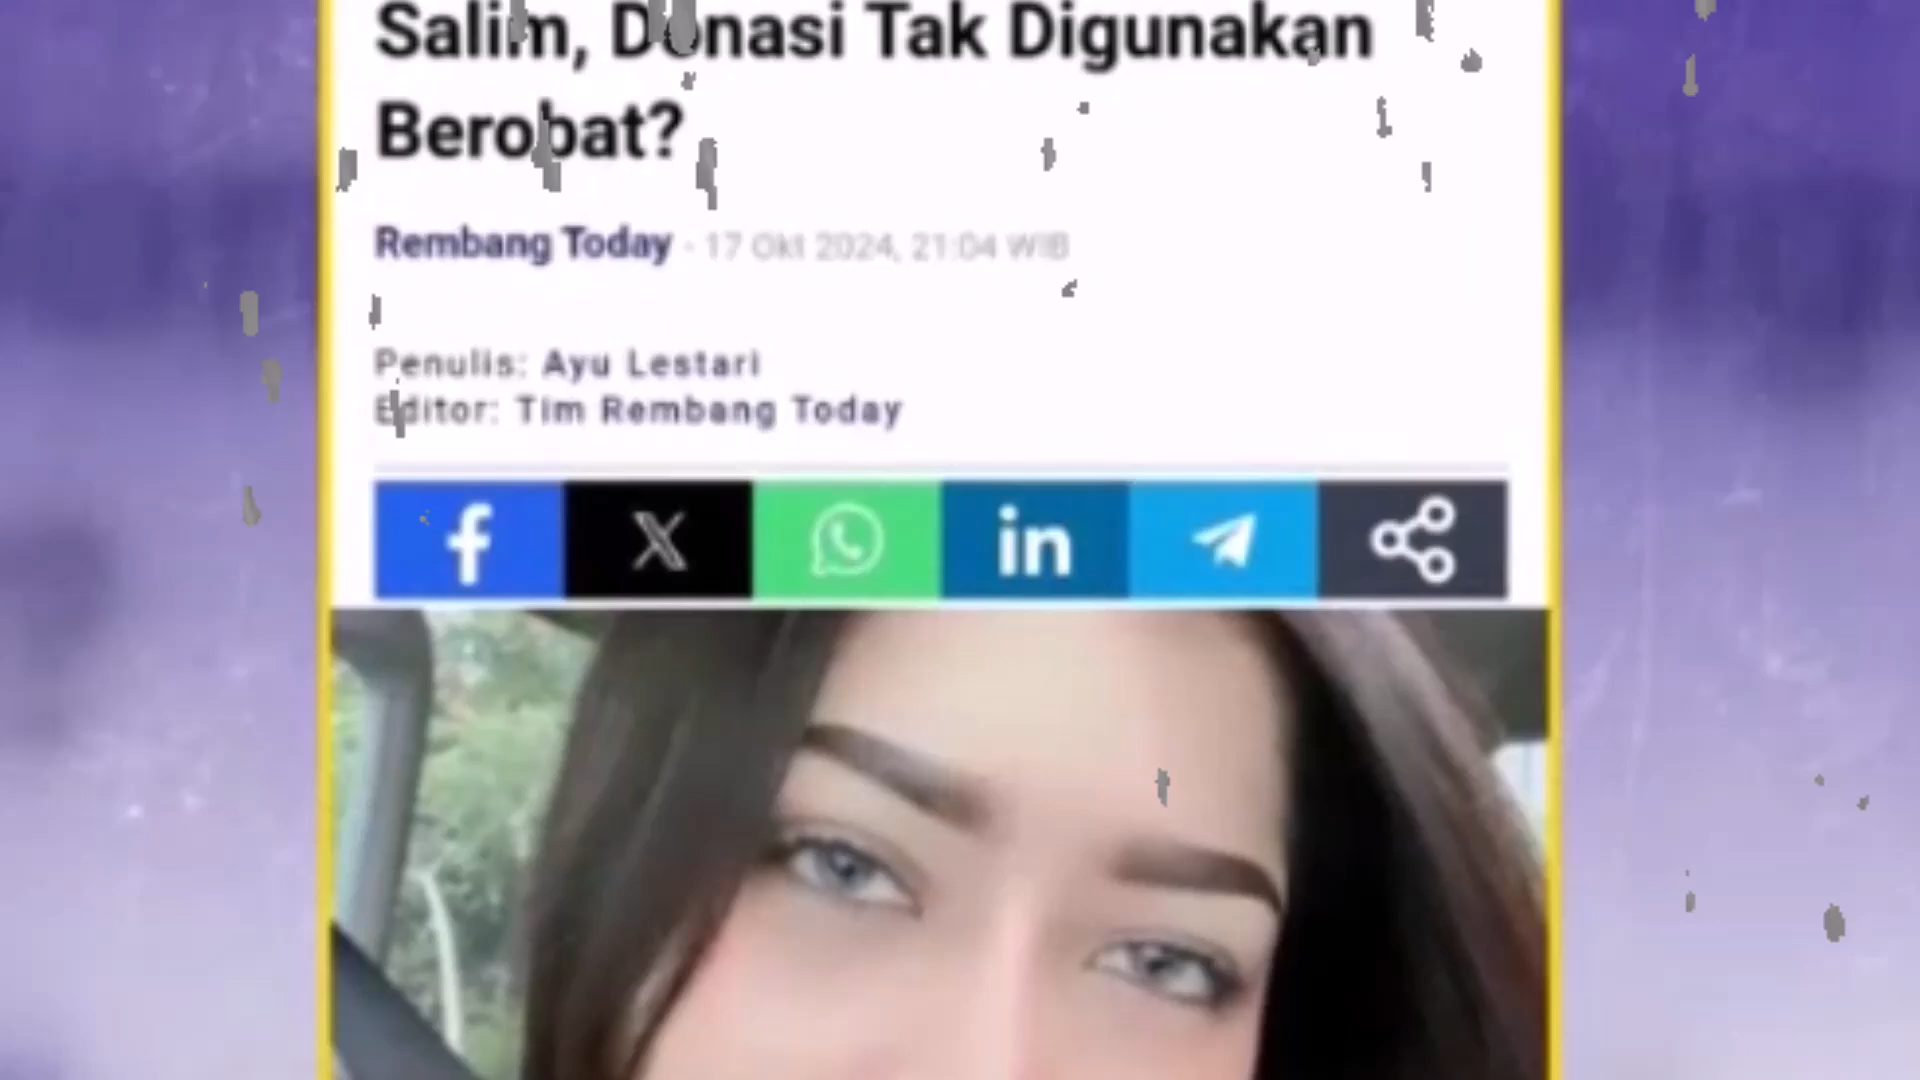 Salim, Donasi Tak Digunakan
Berobat?
Rembang Today - 17 Okt 2024, 21:04 WIB
Penulis: Ayu Lestari
Editor: Tim Rembang Today
in